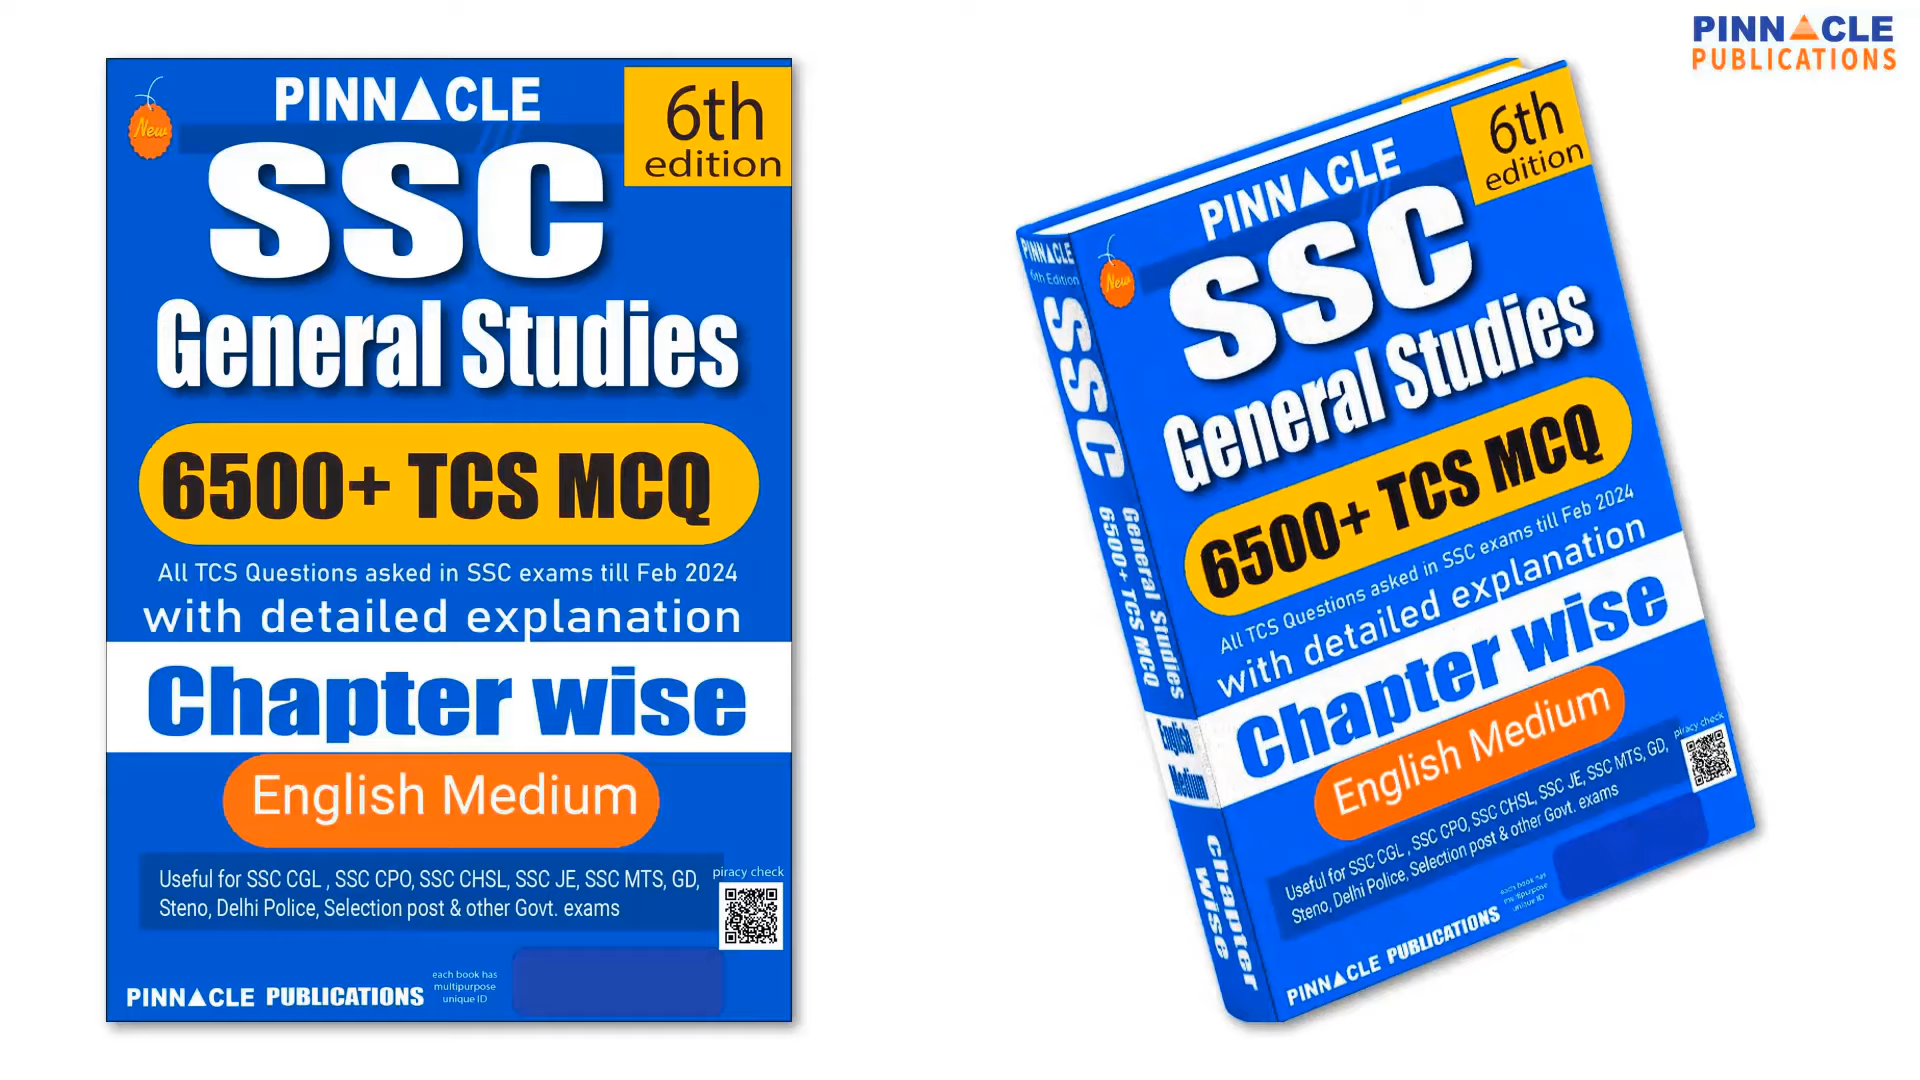 PINNACLE
PUBLICATIONS
New
PINNACLE
6th
edition
SSC
General Studies
6500+ TCS MCQ
All TCS Questions asked in SSC exams till Feb 2024
with detailed explanation
Chapter wise
English Medium
Useful for SSC CGL , SSC CPO, SSC CHSL, SSC JE, SSC MTS, GD,
Steno, Delhi Police, Selection post & other Govt. exams
piracy check
PINNACLE PUBLICATIONS
each book has
multipurpose
unique ID
PINNACLE
6th Edition
SSC
General Studies
6500+ TCS MCQ
English
Medium
Chapter
wise
New
PINNACLE
6th
edition
SSC
General Studies
6500+ TCS MCQ
All TCS Questions asked in SSC exams till Feb 2024
with detailed explanation
Chapter wise
English Medium
Useful for SSC CGL , SSC CPO, SSC CHSL, SSC JE, SSC MTS, GD,
Steno, Delhi Police, Selection post & other Govt. exams
piracy check
PINNACLE PUBLICATIONS
each book has
multipurpose
unique ID